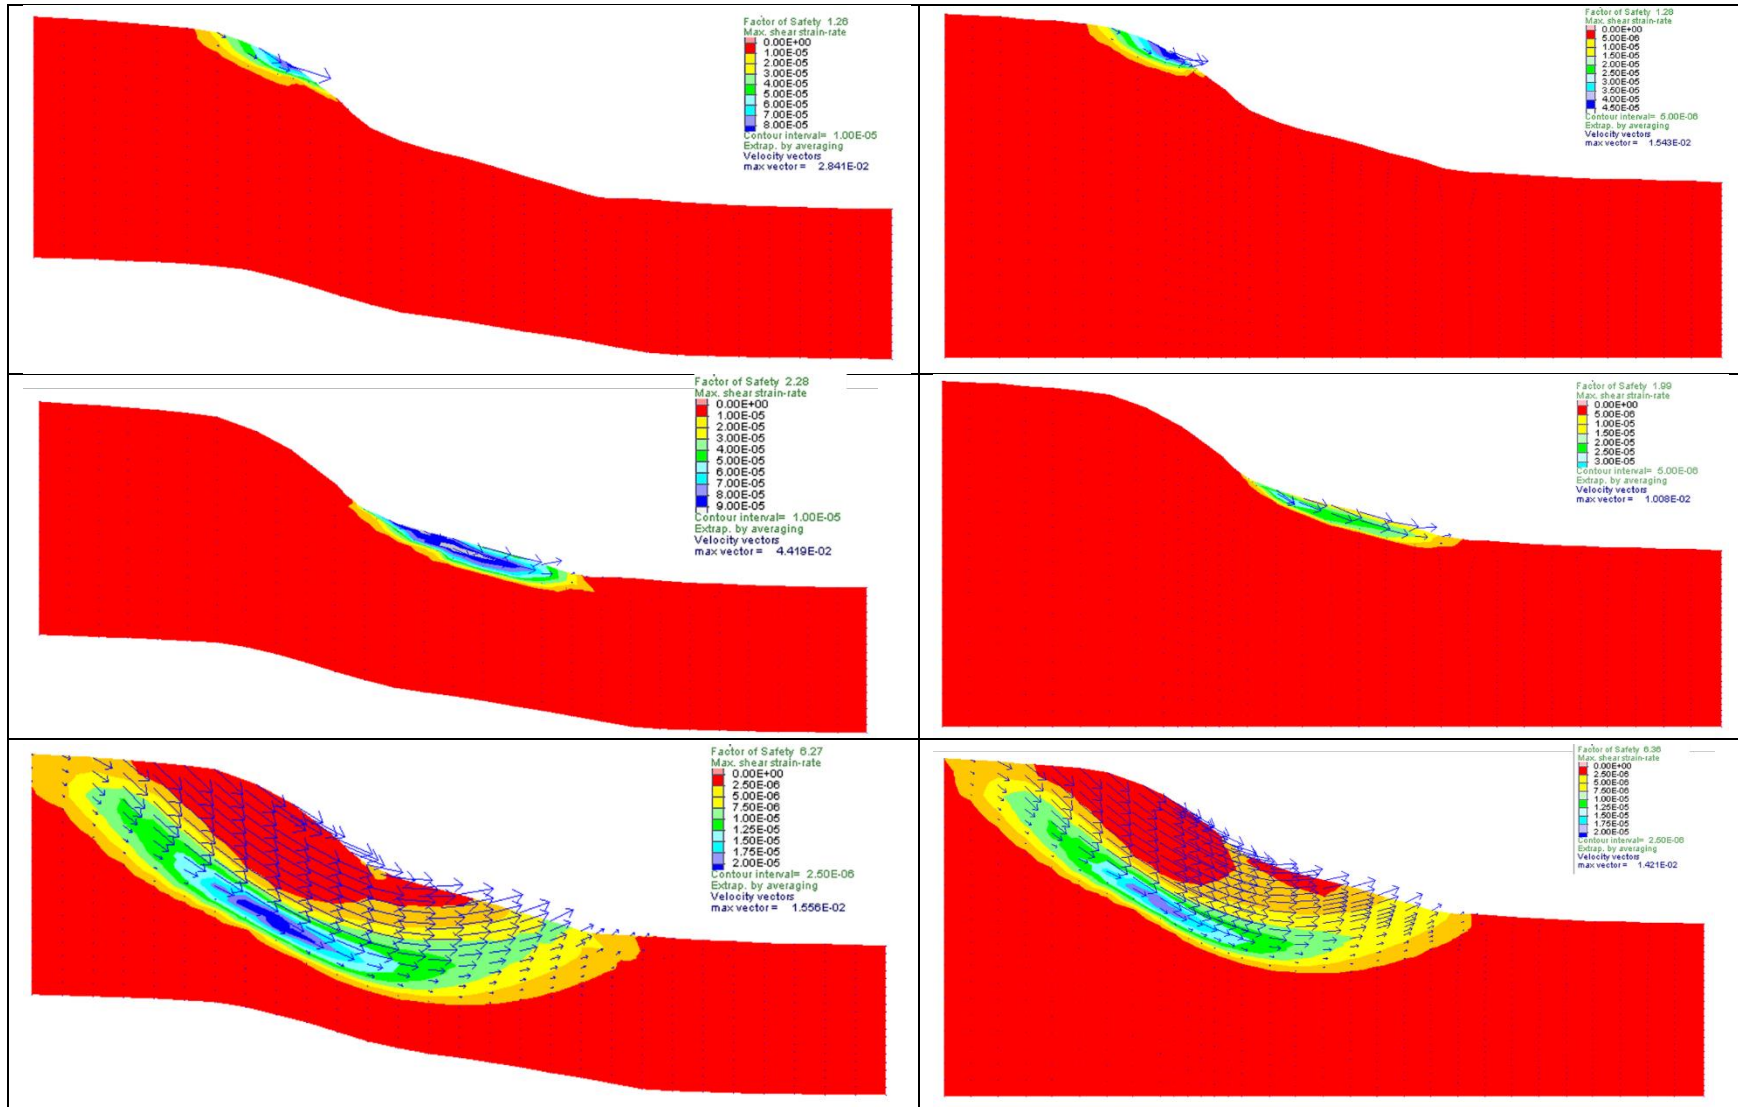 Factor of Safety 1.26
Max. shear strain-rate
0.00E+00
1.00E-05
2.00E-05
3.00E-05
4.00E-05
5.00E-05
6.00E-05
7.00E-05
8.00E-05
Contour interval= 1.00E-05
Extrap. by averaging
Velocity vectors
max vector = 2.841E-02
Factor of Safety 1.28
Max. shear strain-rate
0.00E+00
5.00E-06
1.00E-05
1.50E-05
2.00E-05
2.50E-05
3.00E-05
3.50E-05
4.00E-05
4.50E-05
Contour interval= 5.00E-06
Extrap. by averaging
Velocity vectors
max vector = 1.543E-02
Factor of Safety 2.28
Max. shear strain-rate
0.00E+00
1.00E-05
2.00E-05
3.00E-05
4.00E-05
5.00E-05
6.00E-05
7.00E-05
8.00E-05
9.00E-05
Contour interval= 1.00E-05
Extrap. by averaging
Velocity vectors
max vector = 4.419E-02
Factor of Safety 1.99
Max. shear strain-rate
0.00E+00
5.00E-06
1.00E-05
1.50E-05
2.00E-05
2.50E-05
3.00E-05
Contour interval= 5.00E-06
Extrap. by averaging
Velocity vectors
max vector = 1.008E-02
Factor of Safety 6.27
Max. shear strain-rate
0.00E+00
2.50E-06
5.00E-06
7.50E-06
1.00E-05
1.25E-05
1.50E-05
1.75E-05
2.00E-05
Contour interval= 2.50E-06
Extrap. by averaging
Velocity vectors
max vector = 1.556E-02
Factor of Safety 6.36
Max. shear strain-rate
0.00E+00
2.50E-06
5.00E-06
7.50E-06
1.00E-05
1.25E-05
1.50E-05
1.75E-05
2.00E-05
Contour interval= 2.50E-06
Extrap. by averaging
Velocity vectors
max vector = 1.421E-02